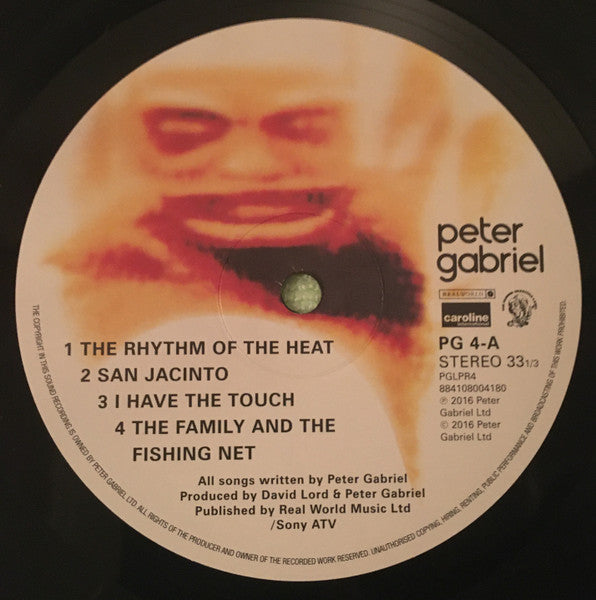 peter
gabriel
REALWORLD
caroline
international
PG 4-A
STEREO 33 1/3
PGLPR4
884108004180
℗ 2016 Peter
Gabriel Ltd
© 2016 Peter
Gabriel Ltd
1 THE RHYTHM OF THE HEAT
2 SAN JACINTO
3 I HAVE THE TOUCH
4 THE FAMILY AND THE
FISHING NET
All songs written by Peter Gabriel
Produced by David Lord & Peter Gabriel
Published by Real World Music Ltd
/Sony ATV
THE COPYRIGHT IN THIS SOUND RECORDING IS OWNED BY PETER GABRIEL LTD. ALL RIGHTS OF THE PRODUCER AND OWNER OF THE RECORDED WORK RESERVED. UNAUTHORISED COPYING, HIRING, RENTING, PUBLIC PERFORMANCE AND BROADCASTING OF THIS WORK PROHIBITED.